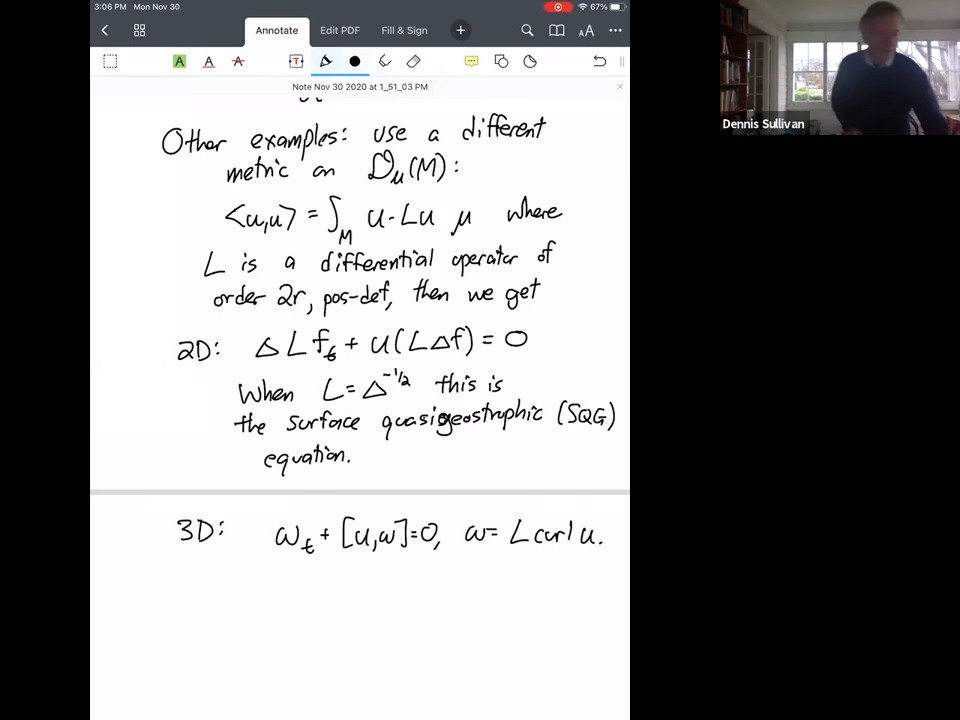 3:06 PM Mon Nov 30
67%
Annotate Edit PDF Fill & Sign
Note Nov 30 2020 at 1_51_03 PM
Other examples: use a different
metric on 𝒟μ(M):
<u,u> = ∫_M u·Lu μ where
L is a differential operator of
order 2r, pos-def, then we get
2D: ΔLf_t + u(LΔf) = 0
When L = Δ^-1/2 this is
the surface quasigeostrophic (SQG)
equation.
3D: ω_t + [u,ω]=0, ω= L curl u.
Dennis Sullivan